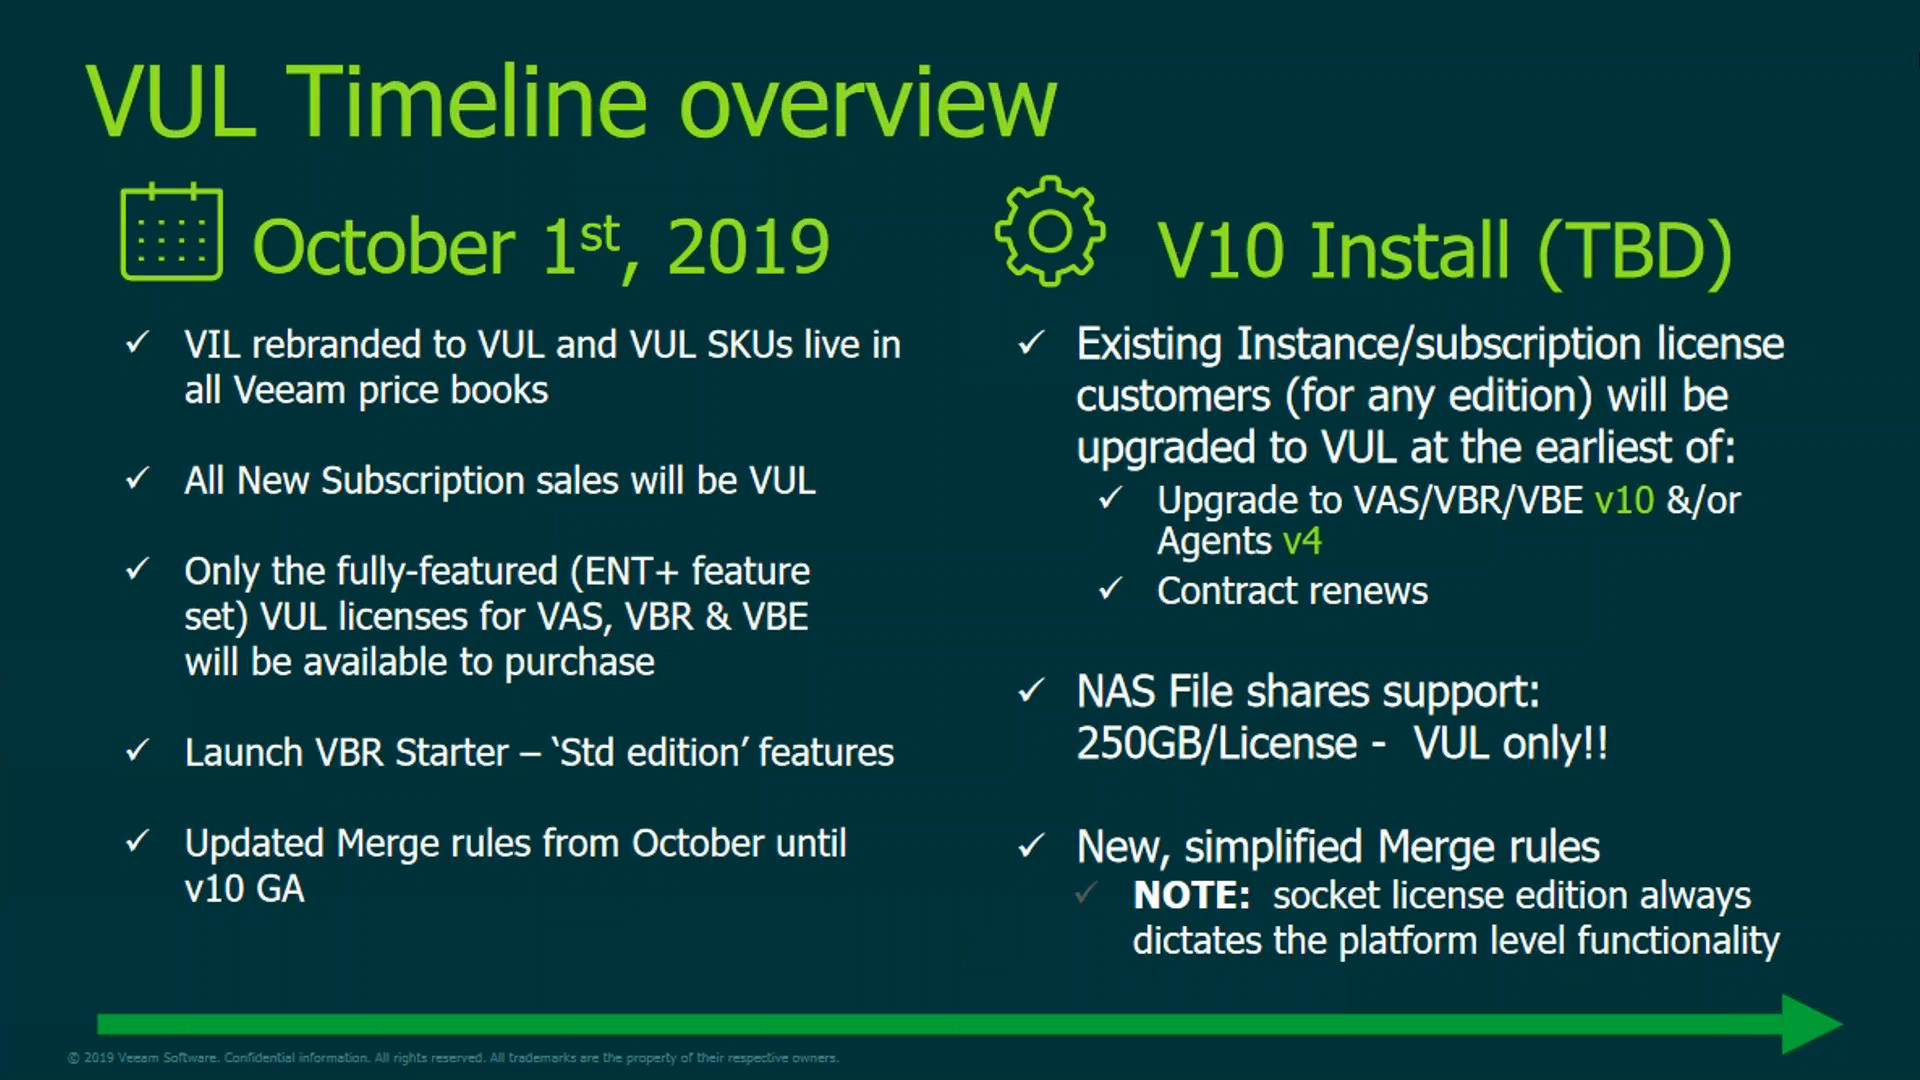 VUL Timeline overview
October 1st, 2019
VIL rebranded to VUL and VUL SKUs live in
all Veeam price books
All New Subscription sales will be VUL
Only the fully-featured (ENT+ feature
set) VUL licenses for VAS, VBR & VBE
will be available to purchase
Launch VBR Starter – ‘Std edition’ features
Updated Merge rules from October until
v10 GA
V10 Install (TBD)
Existing Instance/subscription license
customers (for any edition) will be
upgraded to VUL at the earliest of:
Upgrade to VAS/VBR/VBE v10 &/or
Agents v4
Contract renews
NAS File shares support:
250GB/License - VUL only!!
New, simplified Merge rules
NOTE: socket license edition always
dictates the platform level functionality
© 2019 Veeam Software. Confidential information. All rights reserved. All trademarks are the property of their respective owners.